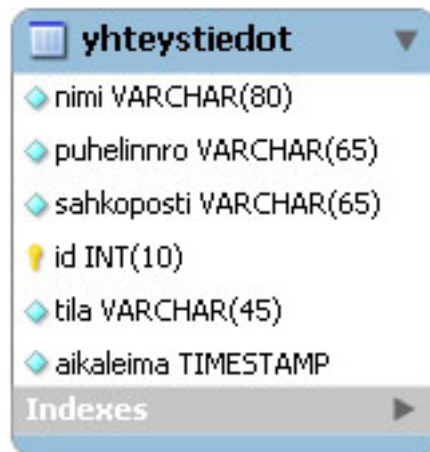 yhteystiedot
nimi VARCHAR(80)
puhelinnro VARCHAR(65)
sahkoposti VARCHAR(65)
id INT(10)
tila VARCHAR(45)
aikaleima TIMESTAMP
Indexes